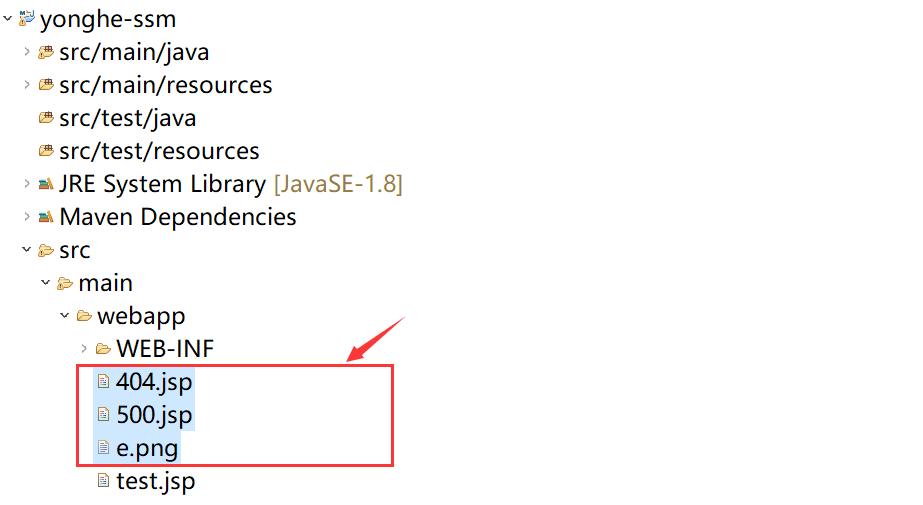 yonghe-ssm
src/main/java
src/main/resources
src/test/java
src/test/resources
JRE System Library [JavaSE-1.8]
Maven Dependencies
src
main
webapp
WEB-INF
404.jsp
500.jsp
e.png
test.jsp